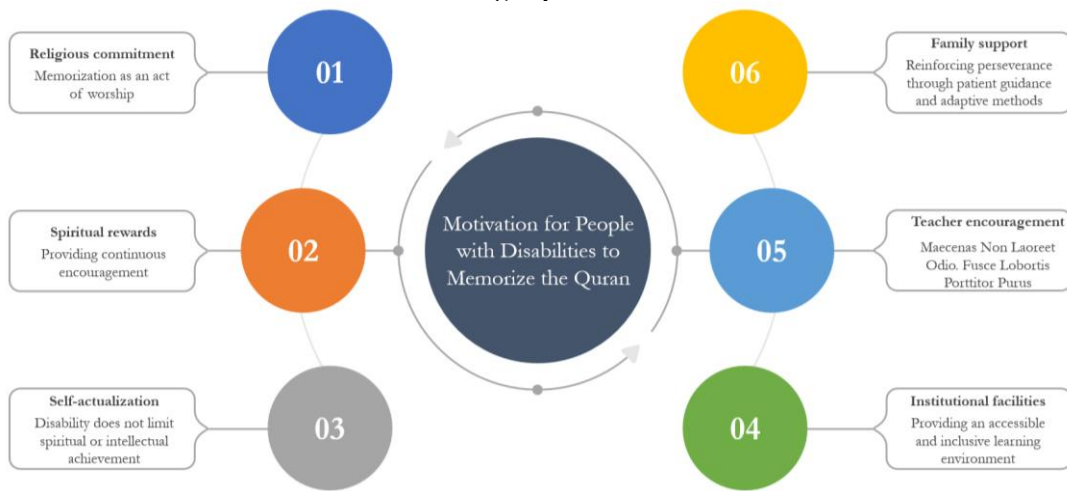 Religious commitment
Memorization as an act
of worship
01
Spiritual rewards
Providing continuous
encouragement
02
Self-actualization
Disability does not limit
spiritual or intellectual
achievement
03
Motivation for People
with Disabilities to
Memorize the Quran
06
Family support
Reinforcing perseverance
through patient guidance
and adaptive methods
05
Teacher encouragement
Maecenas Non Laoreet
Odio. Fusce Lobortis
Porttitor Purus
04
Institutional facilities
Providing an accessible
and inclusive learning
environment